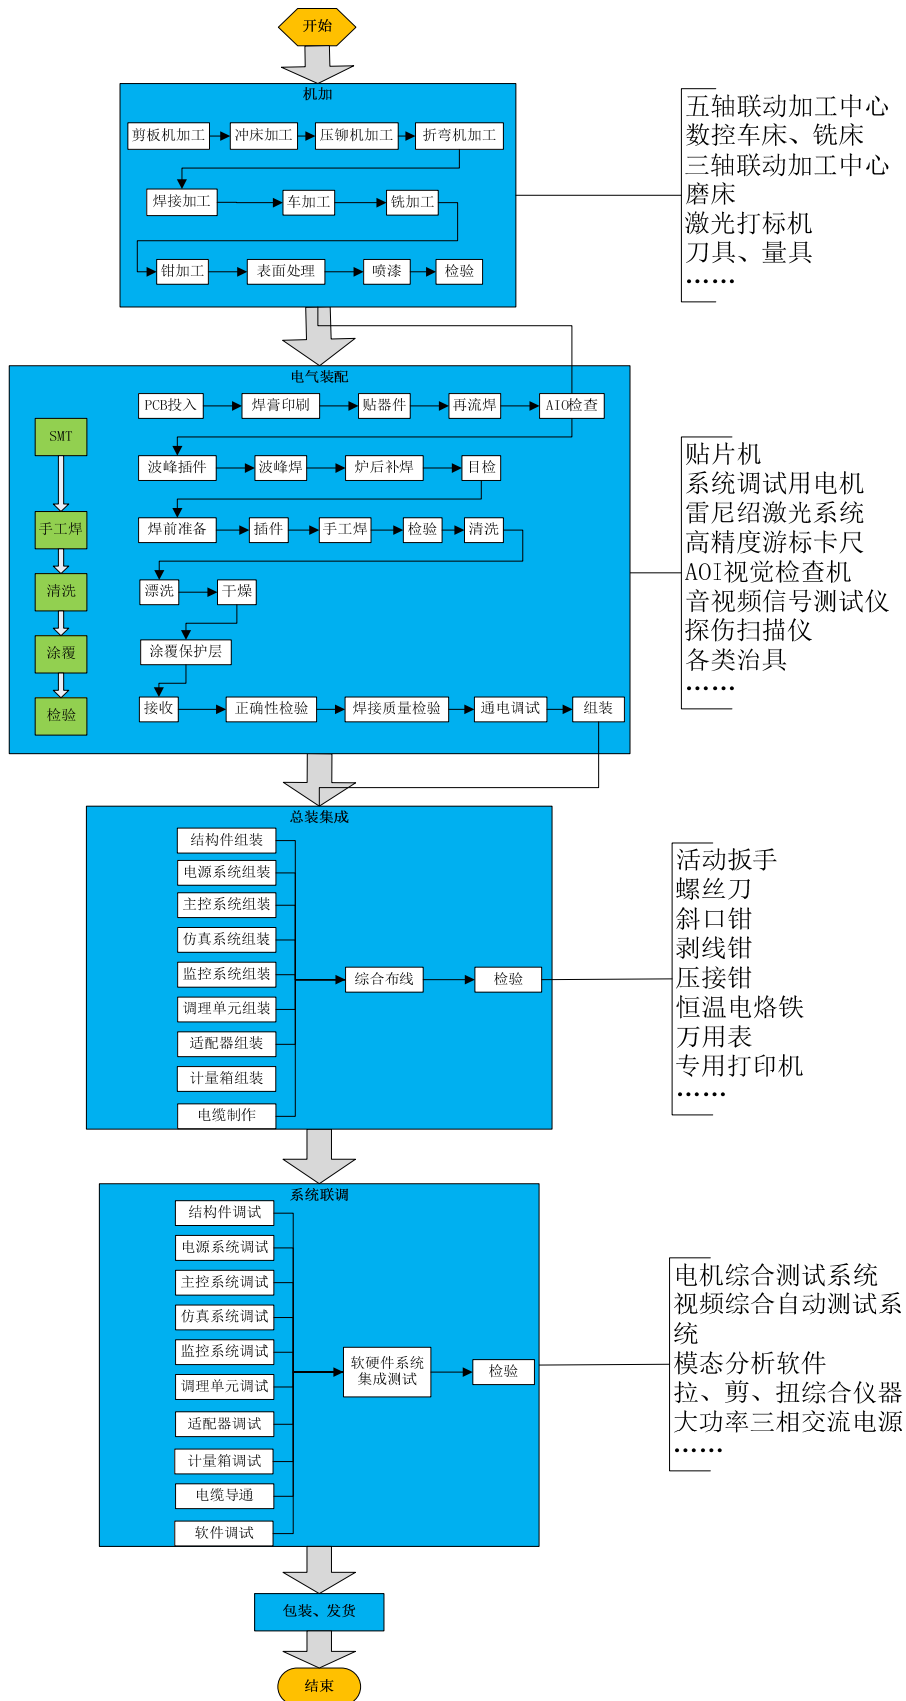 开始
机加
剪板机加工
冲床加工
压铆机加工
折弯机加工
焊接加工
车加工
铣加工
钳加工
表面处理
喷漆
检验
五轴联动加工中心
数控车床、铣床
三轴联动加工中心
磨床
激光打标机
刀具、量具
……
电气装配
SMT
手工焊
清洗
涂覆
检验
PCB投入
焊膏印刷
贴器件
再流焊
AIO检查
波峰插件
波峰焊
炉后补焊
目检
焊前准备
插件
手工焊
检验
清洗
漂洗
干燥
涂覆保护层
接收
正确性检验
焊接质量检验
通电调试
组装
贴片机
系统调试用电机
雷尼绍激光系统
高精度游标卡尺
AOI视觉检查机
音视频信号测试仪
探伤扫描仪
各类治具
……
总装集成
结构件组装
电源系统组装
主控系统组装
仿真系统组装
监控系统组装
调理单元组装
适配器组装
计量箱组装
电缆制作
综合布线
检验
活动扳手
螺丝刀
斜口钳
剥线钳
压接钳
恒温电烙铁
万用表
专用打印机
……
系统联调
结构件调试
电源系统调试
主控系统调试
仿真系统调试
监控系统调试
调理单元调试
适配器调试
计量箱调试
电缆导通
软件调试
软硬件系统
集成测试
检验
电机综合测试系统
视频综合自动测试系
统
模态分析软件
拉、剪、扭综合仪器
大功率三相交流电源
……
包装、发货
结束